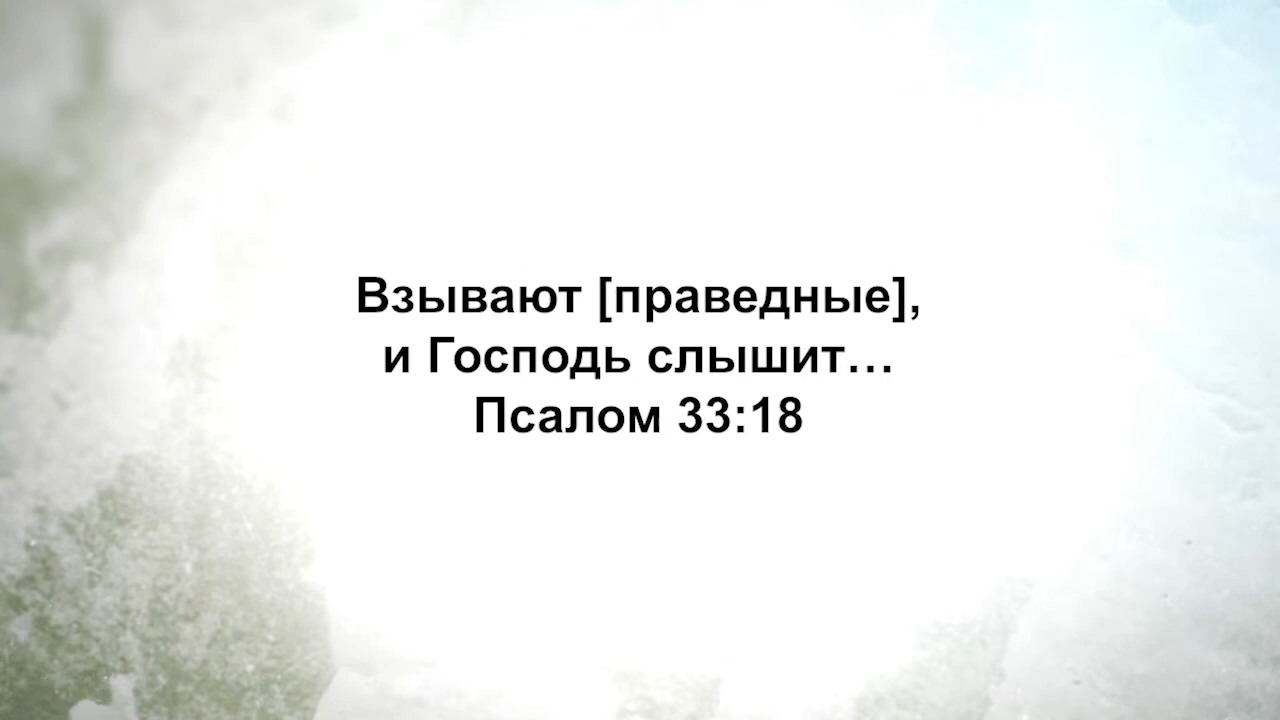 Взывают [праведные],
и Господь слышит…
Псалом 33:18